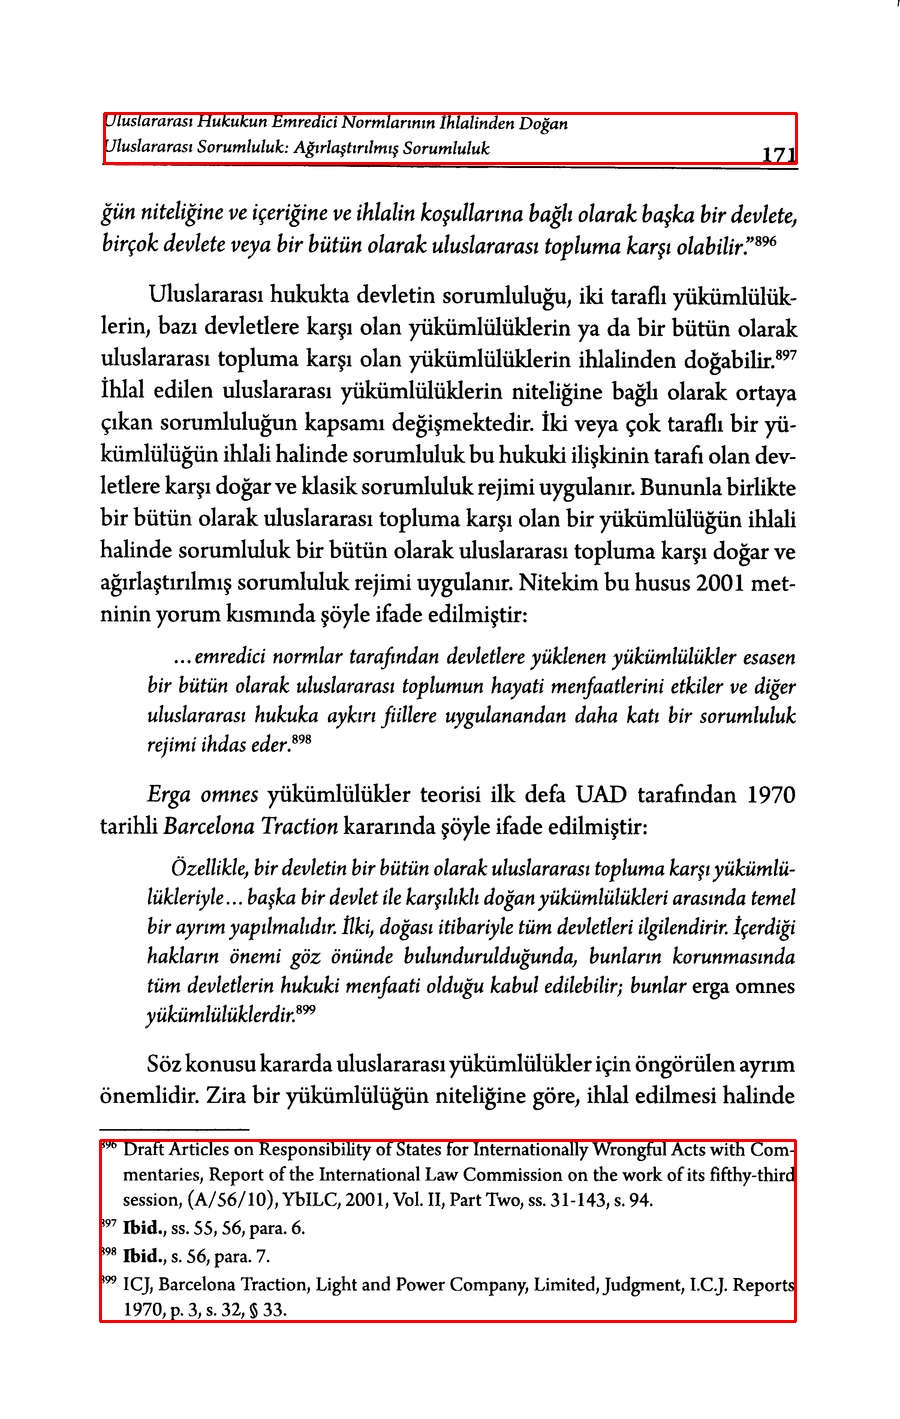 Uluslararası Hukukun Emredici Normlarının İhlalinden Doğan
Uluslararası Sorumluluk: Ağırlaştırılmış Sorumluluk
171
ğün niteliğine ve içeriğine ve ihlalin koşullarına bağlı olarak başka bir devlete,
birçok devlete veya bir bütün olarak uluslararası topluma karşı olabilir.”896
Uluslararası hukukta devletin sorumluluğu, iki taraflı yükümlülük-
lerin, bazı devletlere karşı olan yükümlülüklerin ya da bir bütün olarak
uluslararası topluma karşı olan yükümlülüklerin ihlalinden doğabilir.897
İhlal edilen uluslararası yükümlülüklerin niteliğine bağlı olarak ortaya
çıkan sorumluluğun kapsamı değişmektedir. İki veya çok taraflı bir yü-
kümlülüğün ihlali halinde sorumluluk bu hukuki ilişkinin tarafı olan dev-
letlere karşı doğar ve klasik sorumluluk rejimi uygulanır. Bununla birlikte
bir bütün olarak uluslararası topluma karşı olan bir yükümlülüğün ihlali
halinde sorumluluk bir bütün olarak uluslararası topluma karşı doğar ve
ağırlaştırılmış sorumluluk rejimi uygulanır. Nitekim bu husus 2001 met-
ninin yorum kısmında şöyle ifade edilmiştir:
...emredici normlar tarafından devletlere yüklenen yükümlülükler esasen
bir bütün olarak uluslararası toplumun hayati menfaatlerini etkiler ve diğer
uluslararası hukuka aykırı fiillere uygulanandan daha katı bir sorumluluk
rejimi ihdas eder.898
Erga omnes yükümlülükler teorisi ilk defa UAD tarafından 1970
tarihli Barcelona Traction kararında şöyle ifade edilmiştir:
Özellikle, bir devletin bir bütün olarak uluslararası topluma karşı yükümlü-
lükleriyle... başka bir devlet ile karşılıklı doğan yükümlülükleri arasında temel
bir ayrım yapılmalıdır. İlki, doğası itibariyle tüm devletleri ilgilendirir. İçerdiği
hakların önemi göz önünde bulundurulduğunda, bunların korunmasında
tüm devletlerin hukuki menfaati olduğu kabul edilebilir; bunlar erga omnes
yükümlülüklerdir.899
Söz konusu kararda uluslararası yükümlülükler için öngörülen ayrım
önemlidir. Zira bir yükümlülüğün niteliğine göre, ihlal edilmesi halinde
896 Draft Articles on Responsibility of States for Internationally Wrongful Acts with Com-
mentaries, Report of the International Law Commission on the work of its fifthy-third
session, (A/56/10), YbILC, 2001, Vol. II, Part Two, ss. 31-143, s. 94.
897 Ibid., ss. 55, 56, para. 6.
898 Ibid., s. 56, para. 7.
899 ICJ, Barcelona Traction, Light and Power Company, Limited, Judgment, I.C.J. Reports
1970, p. 3, s. 32, § 33.